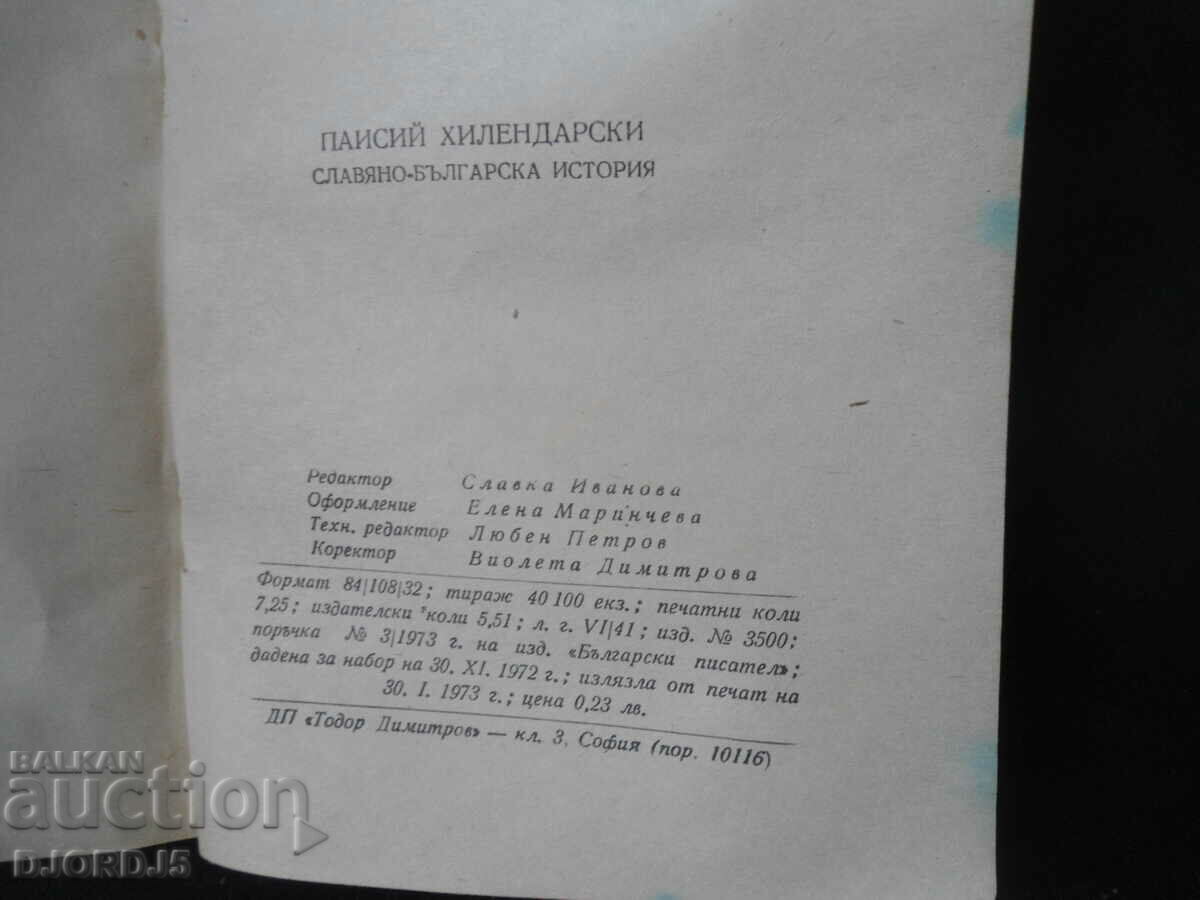 ПАИСИЙ ХИЛЕНДАРСКИ
СЛАВЯНО-БЪЛГАРСКА ИСТОРИЯ
Редактор Славка Иванова
Оформление Елена Маринчева
Техн. редактор Любен Петров
Коректор Виолета Димитрова
Формат 84|108|32; тираж 40 100 екз.; печатни коли
7,25; издателски коли 5,51; л. г. VI|41; изд. № 3500;
поръчка № 3|1973 г. на изд. «Български писател»;
дадена за набор на 30. XI. 1972 г.; излязла от печат на
30. I. 1973 г.; цена 0,23 лв.
ДП «Тодор Димитров» — кл. 3, София (пор. 10116)
BALKAN
auction
DJORDJ5